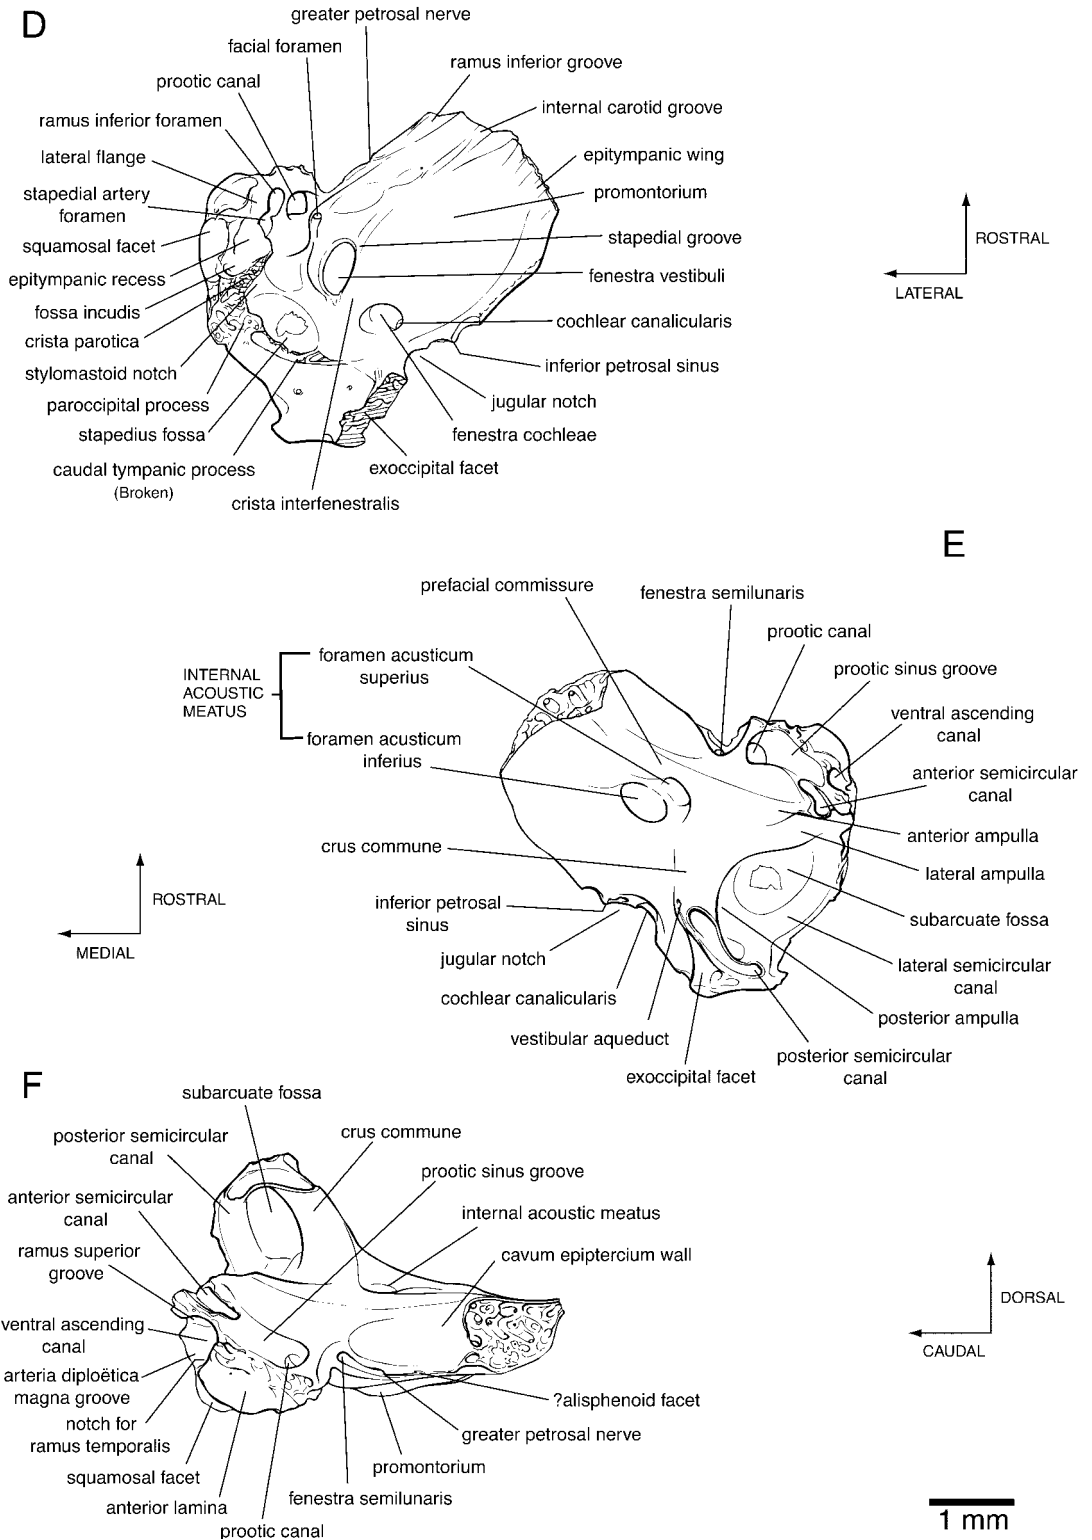 D
greater petrosal nerve
facial foramen
prootic canal
ramus inferior foramen
lateral flange
stapedial artery
foramen
squamosal facet
epitympanic recess
fossa incudis
crista parotica
stylomastoid notch
paroccipital process
stapedius fossa
caudal tympanic process
(Broken)
crista interfenestralis
ramus inferior groove
internal carotid groove
epitympanic wing
promontorium
stapedial groove
fenestra vestibuli
cochlear canalicularis
inferior petrosal sinus
jugular notch
fenestra cochleae
exoccipital facet
ROSTRAL
LATERAL
E
prefacial commissure
fenestra semilunaris
prootic canal
prootic sinus groove
ventral ascending
canal
anterior semicircular
canal
anterior ampulla
lateral ampulla
subarcuate fossa
lateral semicircular
canal
posterior ampulla
posterior semicircular
canal
INTERNAL
ACOUSTIC
MEATUS
foramen acusticum
superius
foramen acusticum
inferius
crus commune
inferior petrosal
sinus
jugular notch
cochlear canalicularis
vestibular aqueduct
exoccipital facet
ROSTRAL
MEDIAL
F
subarcuate fossa
posterior semicircular
canal
anterior semicircular
canal
ramus superior
groove
ventral ascending
canal
arteria diploëtica
magna groove
notch for
ramus temporalis
squamosal facet
anterior lamina
prootic canal
crus commune
prootic sinus groove
internal acoustic meatus
cavum epiptercium wall
?alisphenoid facet
greater petrosal nerve
promontorium
fenestra semilunaris
DORSAL
CAUDAL
1 mm